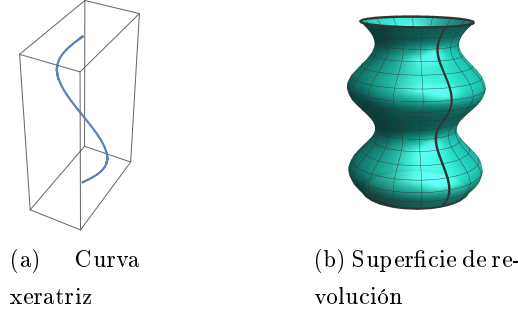 (a) Curva
xeratriz
(b) Superficie de re-
volución